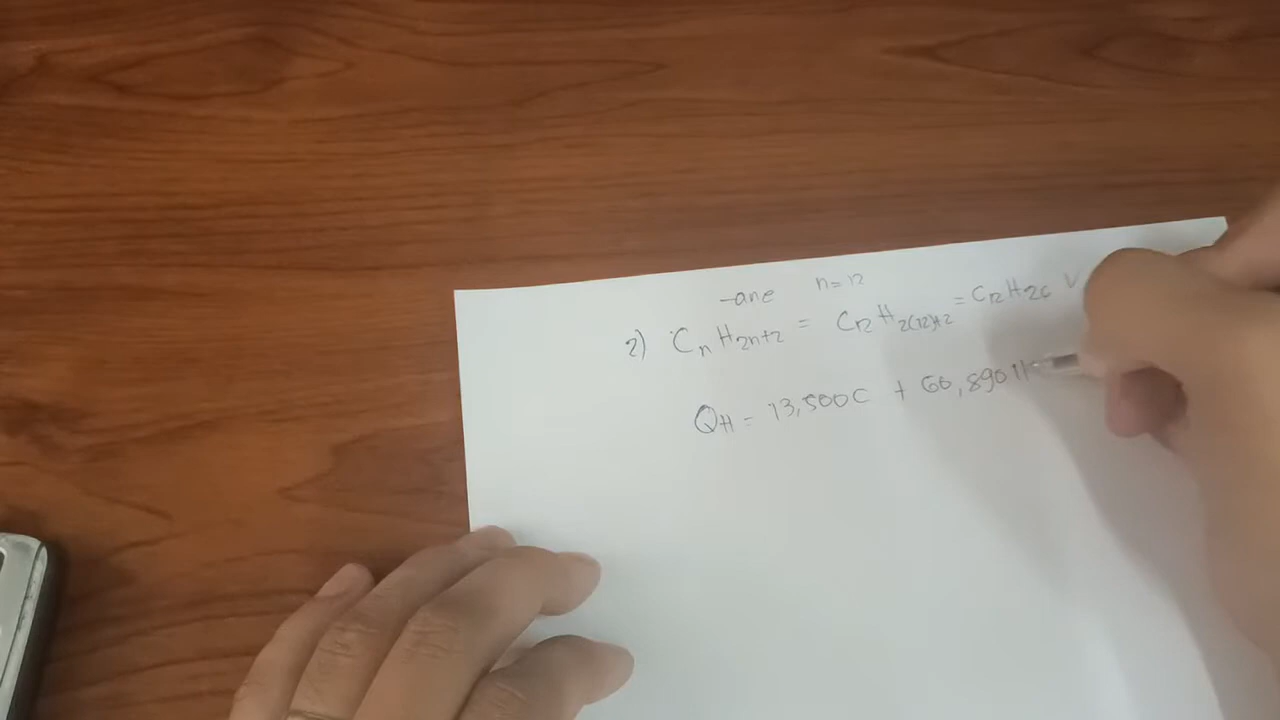 -ane n=12
2) CnH2n+2 = C12H2(12)+2 = C12H26 ✓
QH = 13,500C + 60,890H